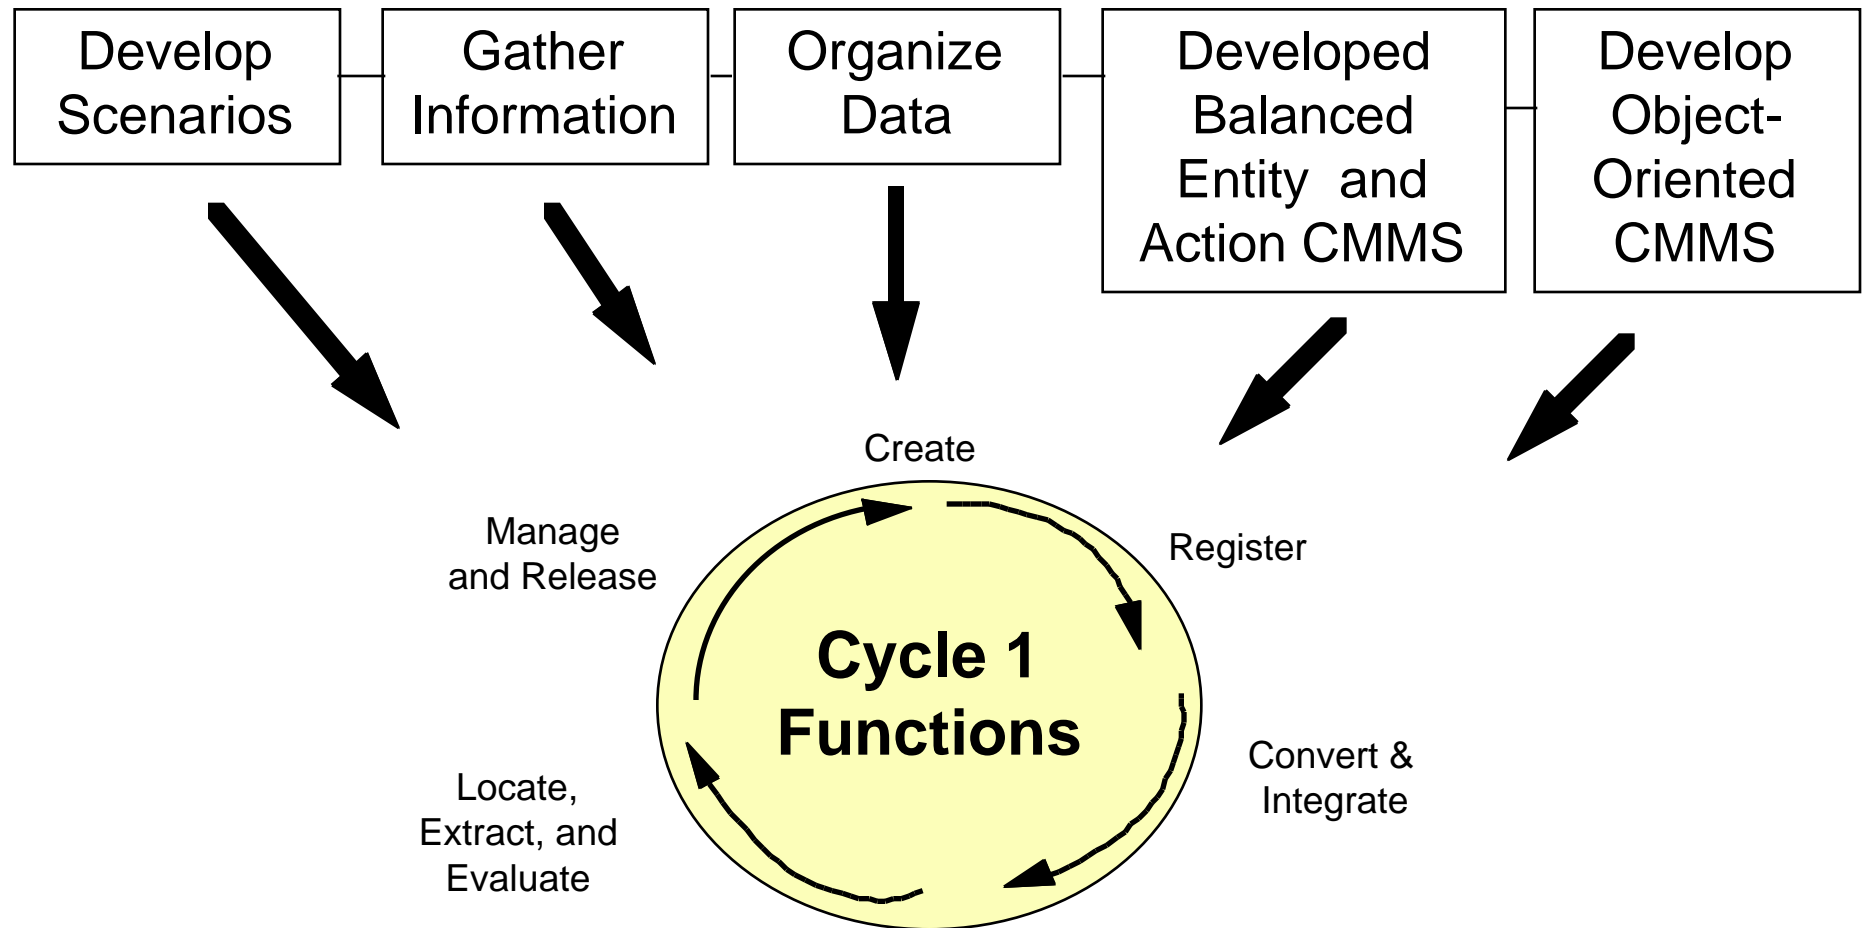 Develop
Scenarios
Gather
Information
Organize
Data
Developed
Balanced
Entity and
Action CMMS
Develop
Object-
Oriented
CMMS
Create
Manage
and Release
Register
Cycle 1
Functions
Convert &
Integrate
Locate,
Extract, and
Evaluate